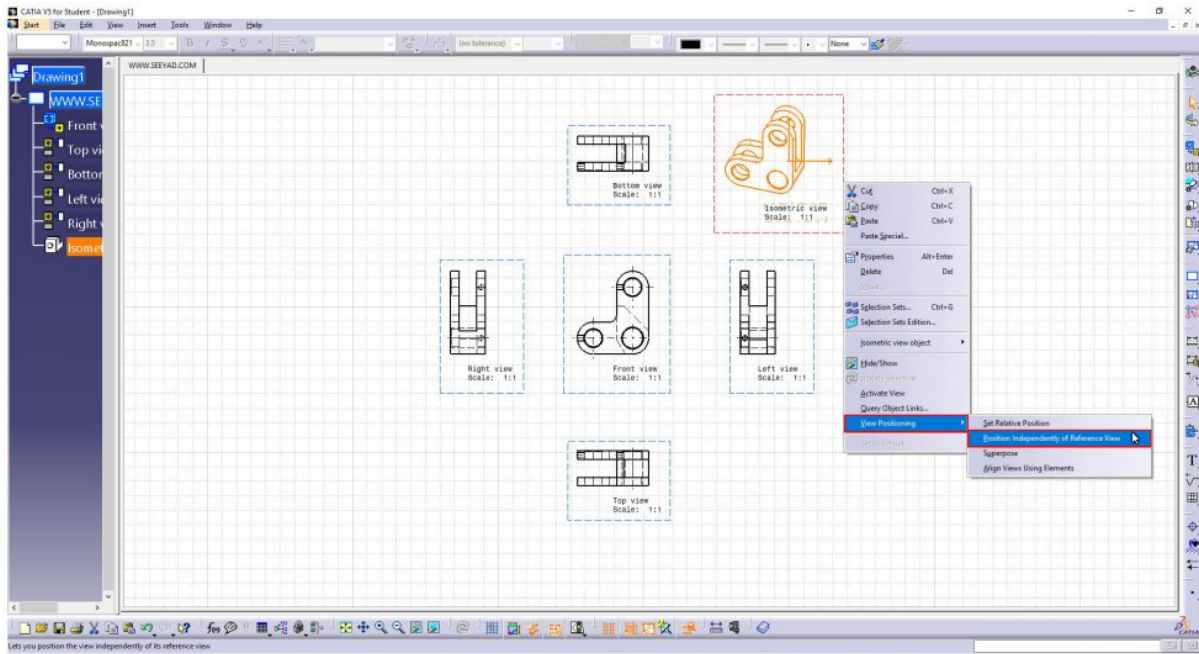 CATIA V5 for Student - [Drawing1]
Start File Edit View Insert Tools Window Help
Monospac821 3.5 B I S (no tolerance) None
WWW.SEEYAD.COM
Drawing1
WWW.SE
Front v
Top vi
Bottor
Left vi
Right v
Isomet
Bottom view
Scale: 1:1
Isometric view
Scale: 1:1
Right view
Scale: 1:1
Front view
Scale: 1:1
Left view
Scale: 1:1
Top view
Scale: 1:1
Cut Ctrl+X
Copy Ctrl+C
Paste Ctrl+V
Paste Special...
Properties Alt+Enter
Delete Del
Selection Sets... Ctrl+G
Selection Sets Edition...
Isometric view object
Hide/Show
Update Selection
Activate View
Query Object Links...
View Positioning
Set as default
Set Relative Position
Position Independently of Reference View
Superpose
Align Views Using Elements
Lets you position the view independently of its reference view
CATIA